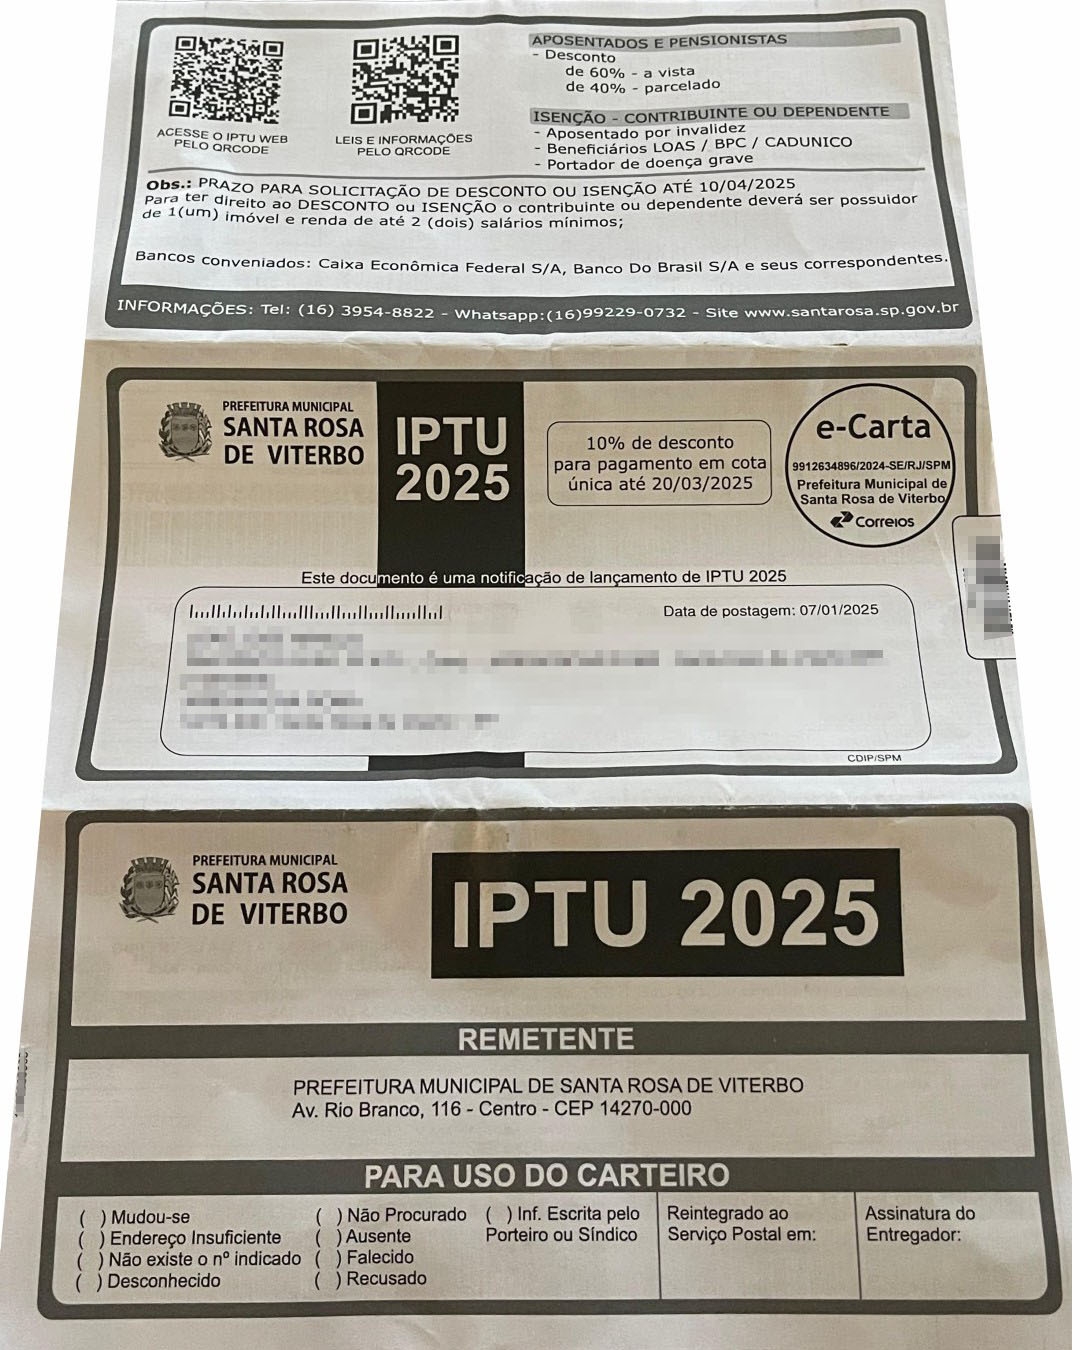 ACESSE O IPTU WEB
PELO QRCODE
LEIS E INFORMAÇÕES
PELO QRCODE
APOSENTADOS E PENSIONISTAS
- Desconto
de 60% - a vista
de 40% - parcelado
ISENÇÃO - CONTRIBUINTE OU DEPENDENTE
- Aposentado por invalidez
- Beneficiários LOAS / BPC / CADUNICO
- Portador de doença grave
Obs.: PRAZO PARA SOLICITAÇÃO DE DESCONTO OU ISENÇÃO ATÉ 10/04/2025
Para ter direito ao DESCONTO ou ISENÇÃO o contribuinte ou dependente deverá ser possuidor
de 1(um) imóvel e renda de até 2 (dois) salários mínimos;
Bancos conveniados: Caixa Econômica Federal S/A, Banco Do Brasil S/A e seus correspondentes.
INFORMAÇÕES: Tel: (16) 3954-8822 - Whatsapp:(16)99229-0732 - Site www.santarosa.sp.gov.br
PREFEITURA MUNICIPAL
SANTA ROSA
DE VITERBO
IPTU
2025
10% de desconto
para pagamento em cota
única até 20/03/2025
e-Carta
9912634896/2024-SE/RJ/SPM
Prefeitura Municipal de
Santa Rosa de Viterbo
Correios
Este documento é uma notificação de lançamento de IPTU 2025
Data de postagem: 07/01/2025
CDIP/SPM
PREFEITURA MUNICIPAL
SANTA ROSA
DE VITERBO
IPTU 2025
REMETENTE
PREFEITURA MUNICIPAL DE SANTA ROSA DE VITERBO
Av. Rio Branco, 116 - Centro - CEP 14270-000
PARA USO DO CARTEIRO
( ) Mudou-se
( ) Endereço Insuficiente
( ) Não existe o nº indicado
( ) Desconhecido
( ) Não Procurado
( ) Ausente
( ) Falecido
( ) Recusado
( ) Inf. Escrita pelo
Porteiro ou Síndico
Reintegrado ao
Serviço Postal em:
Assinatura do
Entregador: